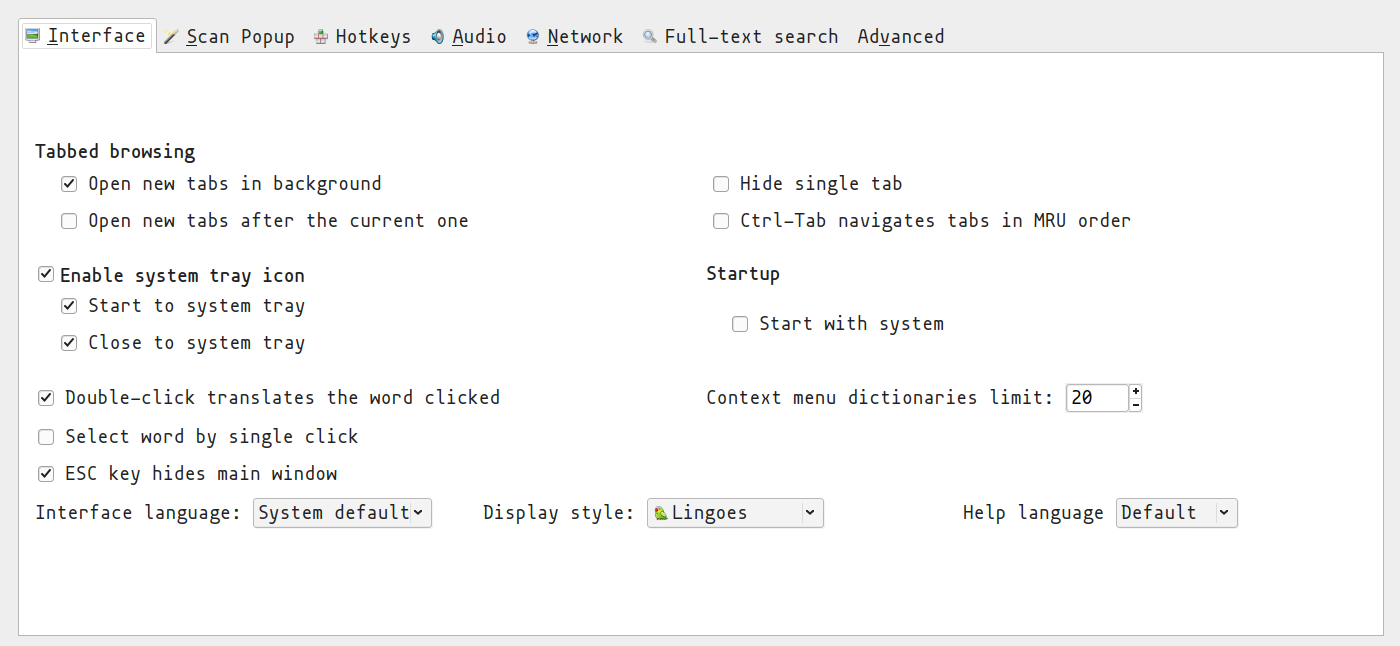 Interface Scan Popup Hotkeys Audio Network Full-text search Advanced
Tabbed browsing
Open new tabs in background
Hide single tab
Open new tabs after the current one
Ctrl-Tab navigates tabs in MRU order
Enable system tray icon
Startup
Start to system tray
Start with system
Close to system tray
Double-click translates the word clicked
Context menu dictionaries limit: 20
Select word by single click
ESC key hides main window
Interface language: System default Display style: Lingoes Help language Default